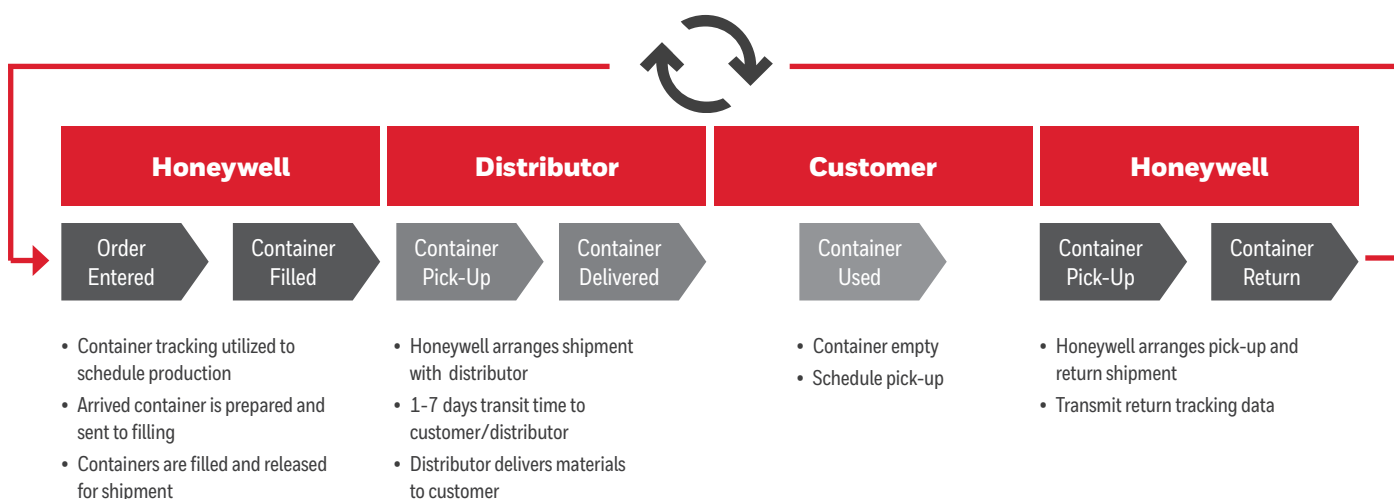 Honeywell
Distributor
Customer
Honeywell
Order
Entered
Container
Filled
Container
Pick-Up
Container
Delivered
Container
Used
Container
Pick-Up
Container
Return
• Container tracking utilized to
schedule production
• Arrived container is prepared and
sent to filling
• Containers are filled and released
for shipment
• Honeywell arranges shipment
with distributor
• 1-7 days transit time to
customer/distributor
• Distributor delivers materials
to customer
• Container empty
• Schedule pick-up
• Honeywell arranges pick-up and
return shipment
• Transmit return tracking data